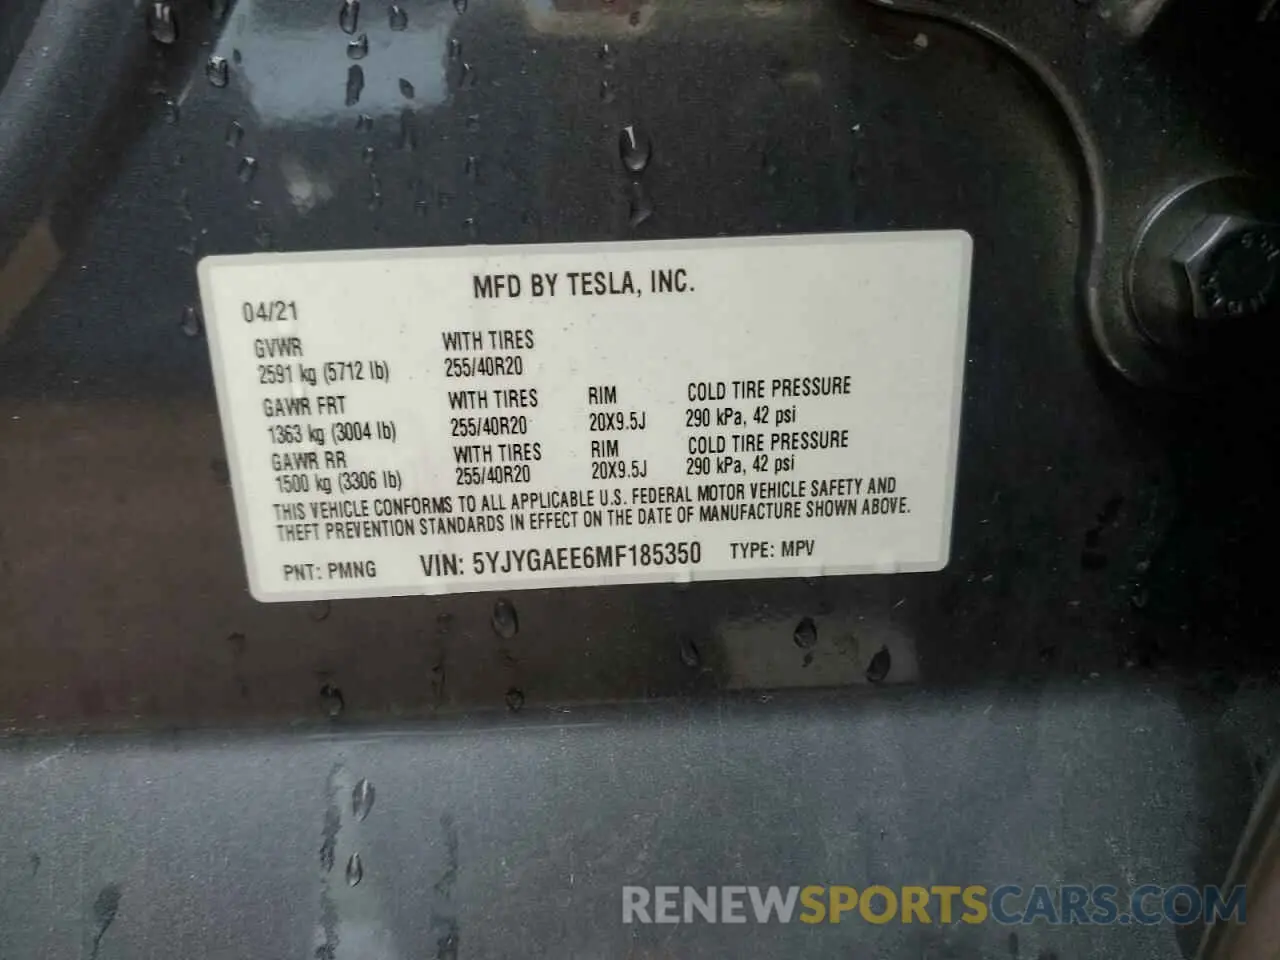 MFD BY TESLA, INC.
04/21
GVWR WITH TIRES
2591 kg (5712 lb) 255/40R20
GAWR FRT WITH TIRES RIM COLD TIRE PRESSURE
1363 kg (3004 lb) 255/40R20 20X9.5J 290 kPa, 42 psi
GAWR RR WITH TIRES RIM COLD TIRE PRESSURE
1500 kg (3306 lb) 255/40R20 20X9.5J 290 kPa, 42 psi
THIS VEHICLE CONFORMS TO ALL APPLICABLE U.S. FEDERAL MOTOR VEHICLE SAFETY AND
THEFT PREVENTION STANDARDS IN EFFECT ON THE DATE OF MANUFACTURE SHOWN ABOVE.
PNT: PMNG VIN: 5YJYGAEE6MF185350 TYPE: MPV
RENEWSPORTSCARS.COM